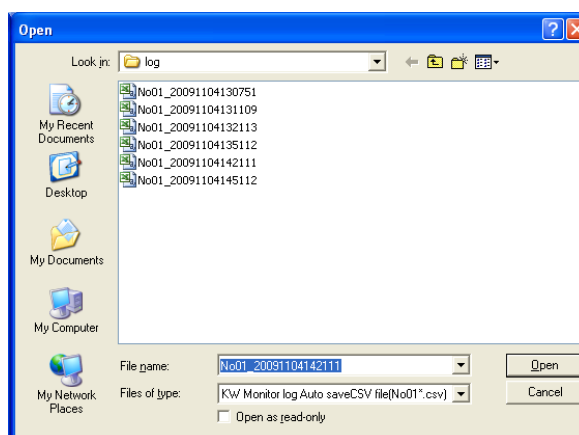 Open
Look in:
log
My Recent
Documents
Desktop
My Documents
My Computer
My Network
Places
No01_20091104130751
No01_20091104131109
No01_20091104132113
No01_20091104135112
No01_20091104142111
No01_20091104145112
File name:
No01_20091104142111
Open
Files of type:
KW Monitor log Auto saveCSV file(No01*.csv)
Cancel
Open as read-only